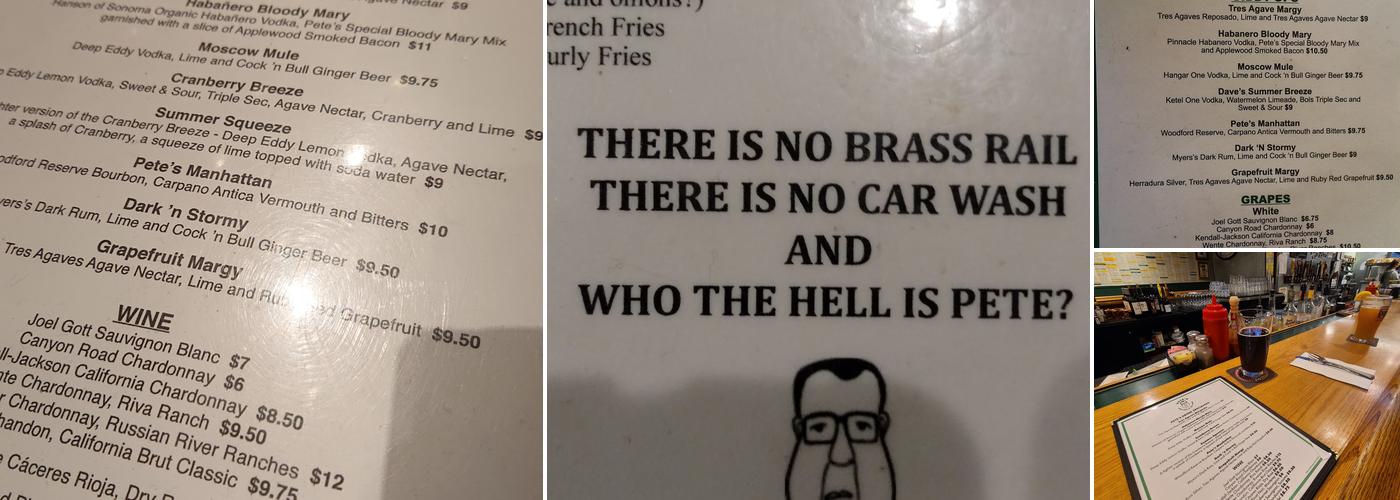 Nectar $9
Habañero Bloody Mary
Hanson of Sonoma Organic Habañero Vodka, Pete's Special Bloody Mary Mix
garnished with a slice of Applewood Smoked Bacon $11
Moscow Mule
Deep Eddy Vodka, Lime and Cock 'n Bull Ginger Beer $9.75
Cranberry Breeze
Eddy Lemon Vodka, Sweet & Sour, Triple Sec, Agave Nectar, Cranberry and Lime $9
Summer Squeeze
version of the Cranberry Breeze - Deep Eddy Lemon Vodka, Agave Nectar,
a splash of Cranberry, a squeeze of lime topped with soda water $9
Pete's Manhattan
Reserve Bourbon, Carpano Antica Vermouth and Bitters $10
Dark 'n Stormy
Dark Rum, Lime and Cock 'n Bull Ginger Beer $9.50
Grapefruit Margy
Tres Agaves Agave Nectar, Lime and Ruby Red Grapefruit $9.50
WINE
Joel Gott Sauvignon Blanc $7
Canyon Road Chardonnay $6
ll-Jackson California Chardonnay $8.50
nte Chardonnay, Riva Ranch $9.50
r Chardonnay, Russian River Ranches $12
handon, California Brut Classic $9.75
Cáceres Rioja, Dry
and onions?)
rench Fries
urly Fries
THERE IS NO BRASS RAIL
THERE IS NO CAR WASH
AND
WHO THE HELL IS PETE?
Tres Agave Margy
Tres Agaves Reposado, Lime and Tres Agaves Agave Nectar $9
Habanero Bloody Mary
Pinnacle Habanero Vodka, Pete's Special Bloody Mary Mix
and Applewood Smoked Bacon $10.50
Moscow Mule
Hangar One Vodka, Lime and Cock 'n Bull Ginger Beer $9.75
Dave's Summer Breeze
Ketel One Vodka, Watermelon Limeade, Bols Triple Sec and
Sweet & Sour $9
Pete's Manhattan
Woodford Reserve, Carpano Antica Vermouth and Bitters $9.75
Dark 'N Stormy
Myers's Dark Rum, Lime and Cock 'n Bull Ginger Beer $9
Grapefruit Margy
Herradura Silver, Tres Agaves Agave Nectar, Lime and Ruby Red Grapefruit $9.50
GRAPES
White
Joel Gott Sauvignon Blanc $6.75
Canyon Road Chardonnay $6
Kendall-Jackson California Chardonnay $8
Wente Chardonnay, Riva Ranch $8.75
$10.50